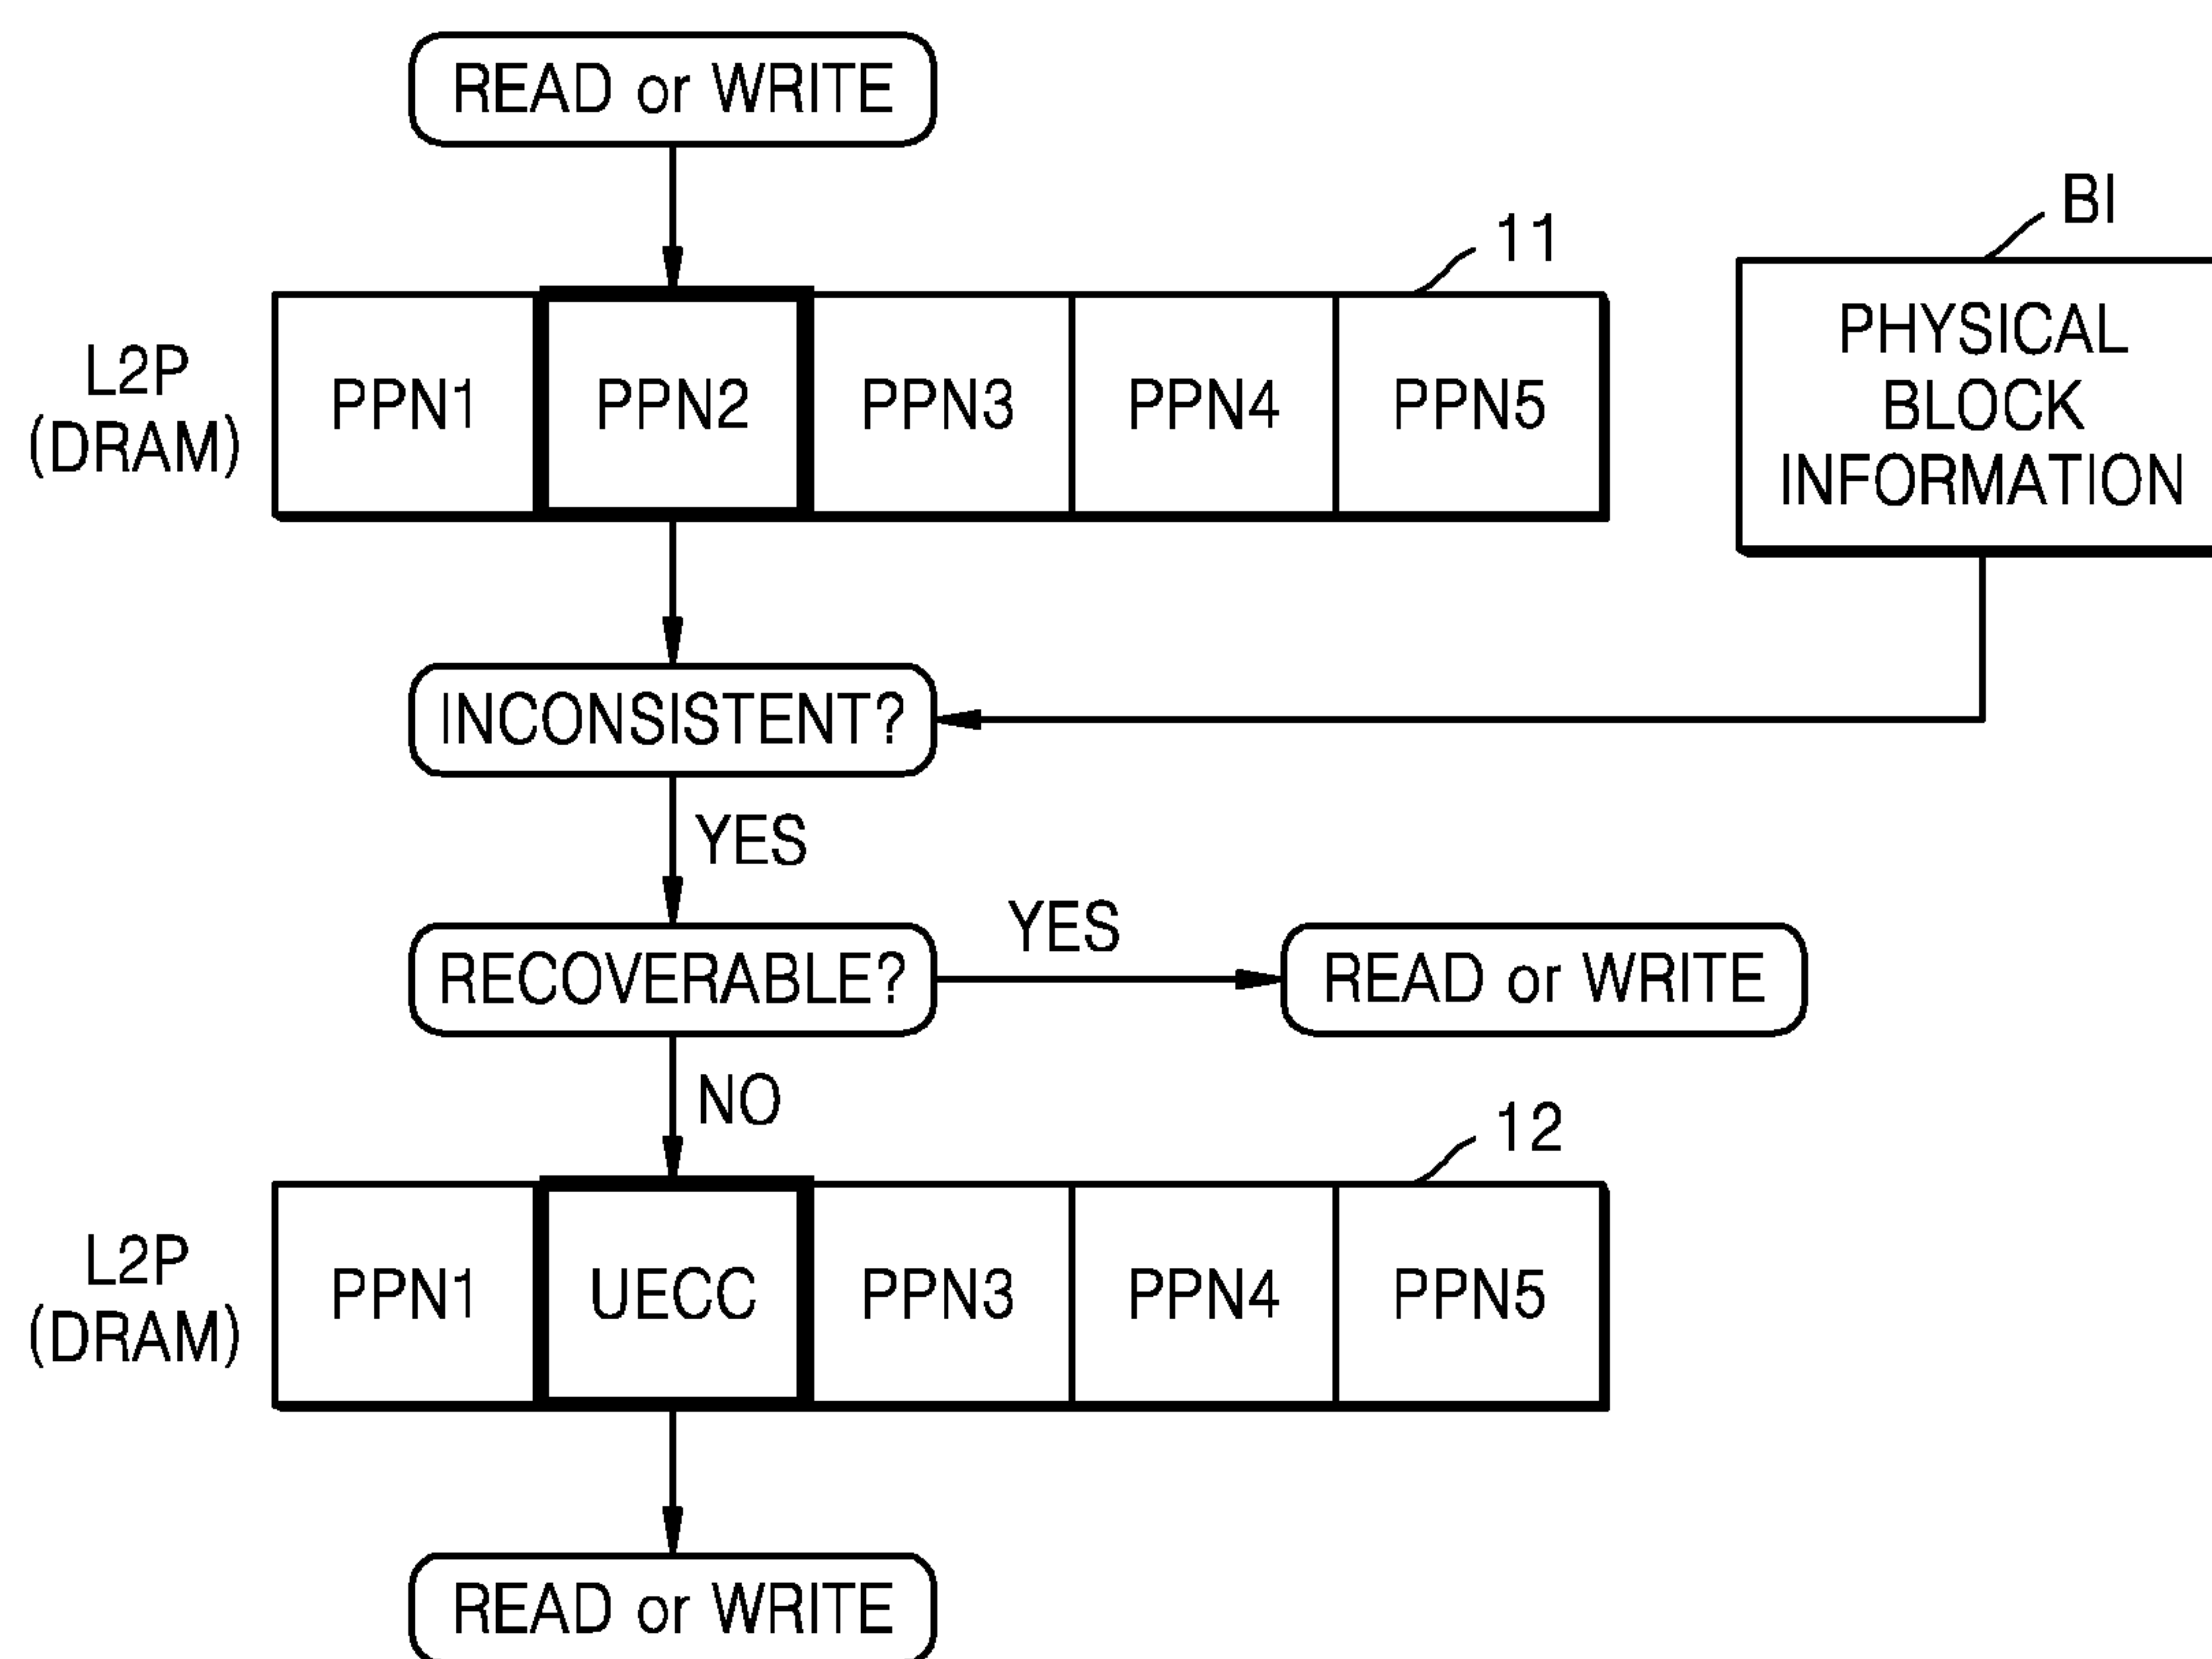 READ or WRITE
BI
11
L2P
(DRAM)
PPN1 PPN2 PPN3 PPN4 PPN5
PHYSICAL
BLOCK
INFORMATION
INCONSISTENT?
YES
RECOVERABLE?
YES
READ or WRITE
NO
12
L2P
(DRAM)
PPN1 UECC PPN3 PPN4 PPN5
READ or WRITE